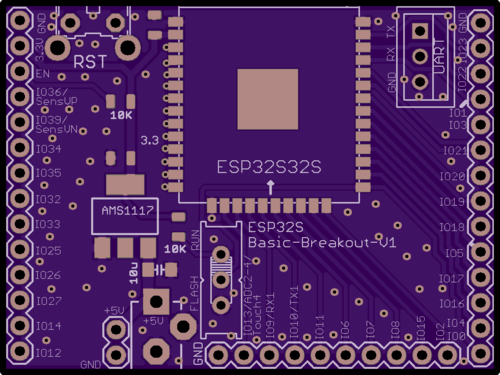 GND
3.3V
EN
IO36/
SensVP
IO39/
SensVN
IO34
IO35
IO32
IO33
IO25
IO26
IO27
IO14
IO12
RST
10K
3.3
AMS1117
10K
10u
+5V
+5V
GND
RUN
FLASH
ESP32S32S
ESP32S
Basic-Breakout-V1
GND
IO13/ADC2-4/
Touch4
IO9/RX1
IO10/TX1
IO11
IO6
IO7
IO8
IO15
IO2
TX
RX
GND
UART
GND
IO23
IO22
IO1
IO3
IO21
IO20
IO19
IO18
IO5
IO17
IO16
IO4
IO0